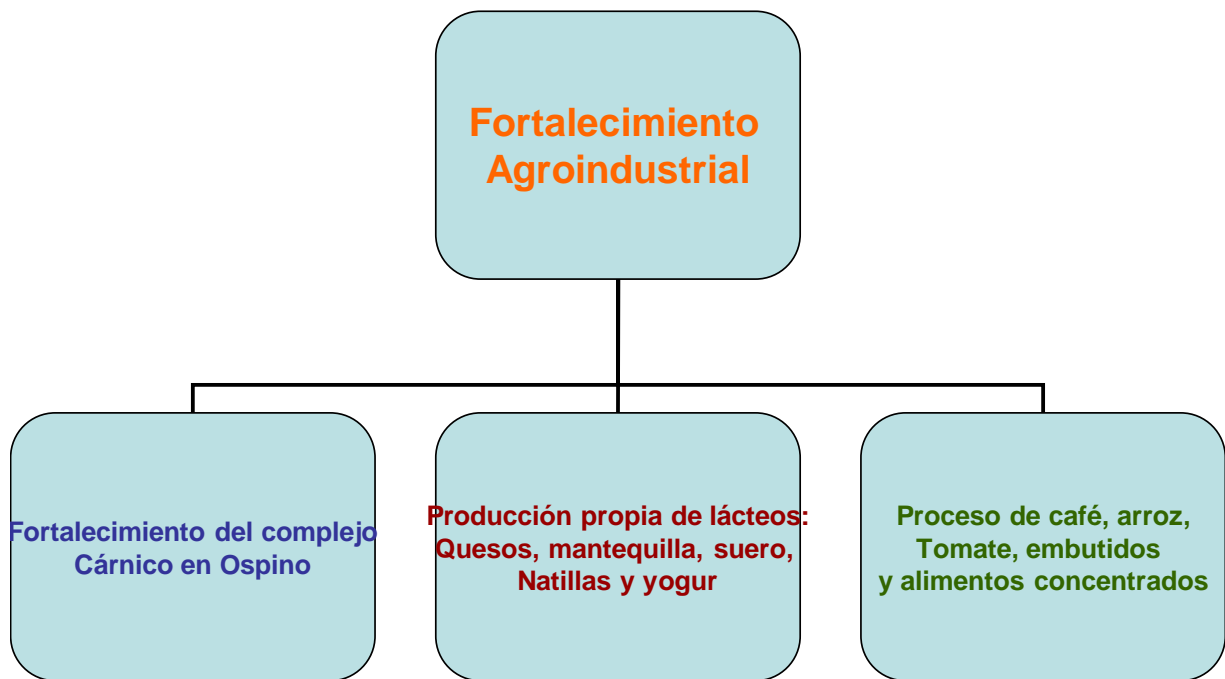 Fortalecimiento
Agroindustrial
Fortalecimiento del complejo
Cárnico en Ospino
Producción propia de lácteos:
Quesos, mantequilla, suero,
Natillas y yogur
Proceso de café, arroz,
Tomate, embutidos
y alimentos concentrados